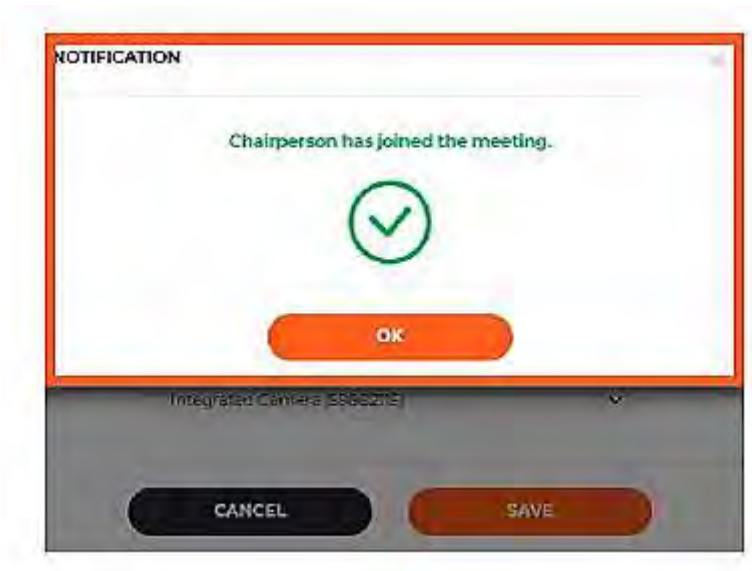 NOTIFICATION
Chairperson has joined the meeting.
OK
Integrated Camera
CANCEL
SAVE